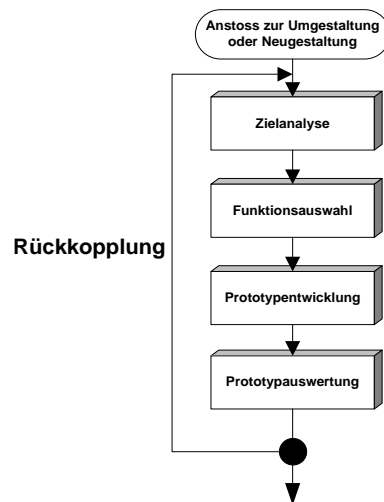 Anstoss zur Umgestaltung
oder Neugestaltung
Zielanalyse
Funktionsauswahl
Rückkopplung
Prototypentwicklung
Prototypauswertung